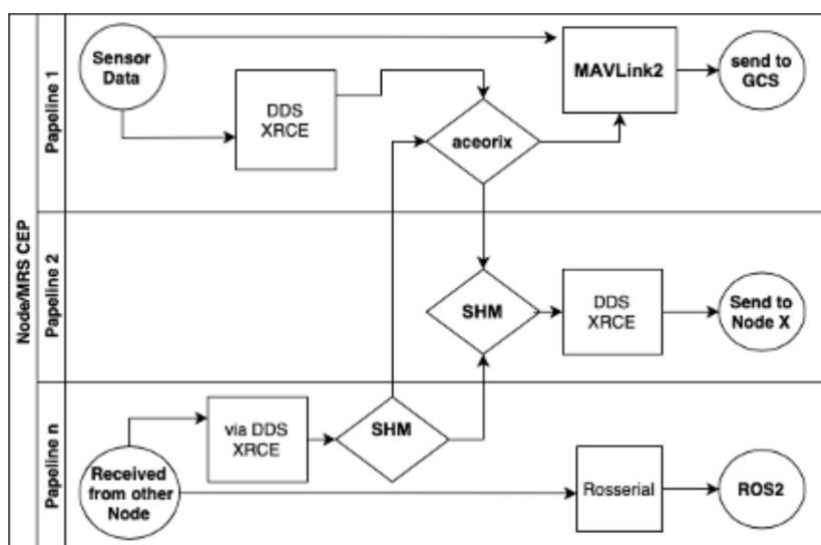 Node/MRS CEP
Papeline 1
Sensor
Data
DDS
XRCE
aceorix
MAVLink2
send to
GCS
Papeline 2
SHM
DDS
XRCE
Send to
Node X
Papeline n
Received
from other
Node
via DDS
XRCE
SHM
Rosserial
ROS2